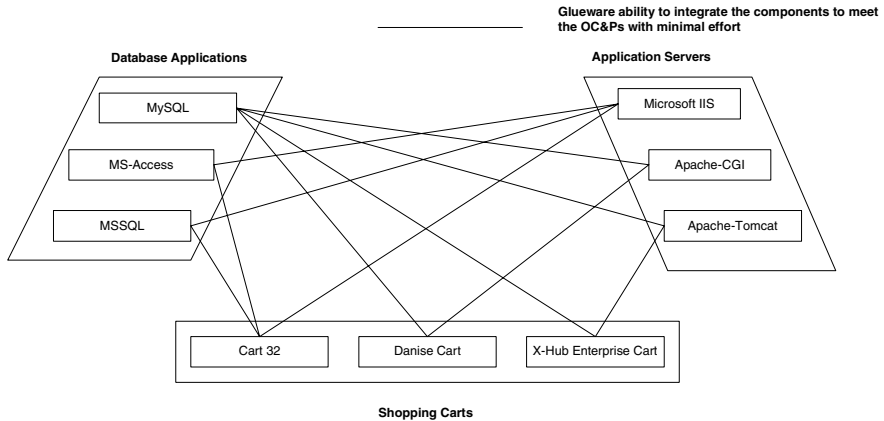 Glueware ability to integrate the components to meet
the OC&Ps with minimal effort
Database Applications
Application Servers
MySQL
Microsoft IIS
MS-Access
Apache-CGI
MSSQL
Apache-Tomcat
Cart 32
Danise Cart
X-Hub Enterprise Cart
Shopping Carts